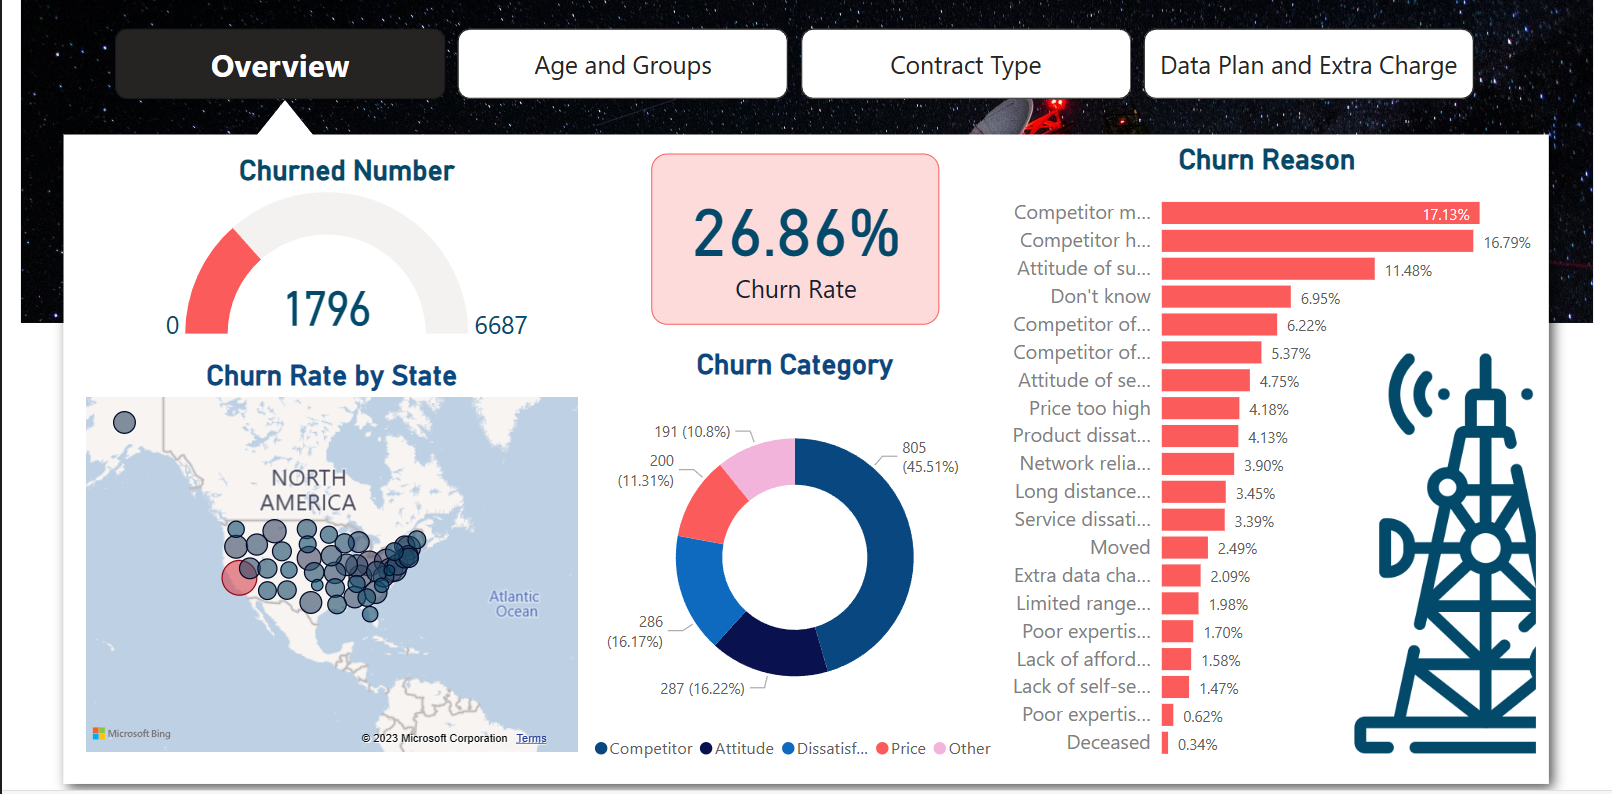 Overview
Age and Groups
Contract Type
Data Plan and Extra Charge
Churned Number
0
1796
6687
26.86%
Churn Rate
Churn Rate by State
NORTH
AMERICA
Atlantic
Ocean
Microsoft Bing
© 2023 Microsoft Corporation Terms
Churn Category
191 (10.8%)
200
(11.31%)
805
(45.51%)
286
(16.17%)
287 (16.22%)
Competitor Attitude Dissatisf... Price Other
Churn Reason
Competitor m... 17.13%
Competitor h... 16.79%
Attitude of su... 11.48%
Don't know 6.95%
Competitor of... 6.22%
Competitor of... 5.37%
Attitude of se... 4.75%
Price too high 4.18%
Product dissat... 4.13%
Network relia... 3.90%
Long distance... 3.45%
Service dissati... 3.39%
Moved 2.49%
Extra data cha... 2.09%
Limited range... 1.98%
Poor expertis... 1.70%
Lack of afford... 1.58%
Lack of self-se... 1.47%
Poor expertis... 0.62%
Deceased 0.34%